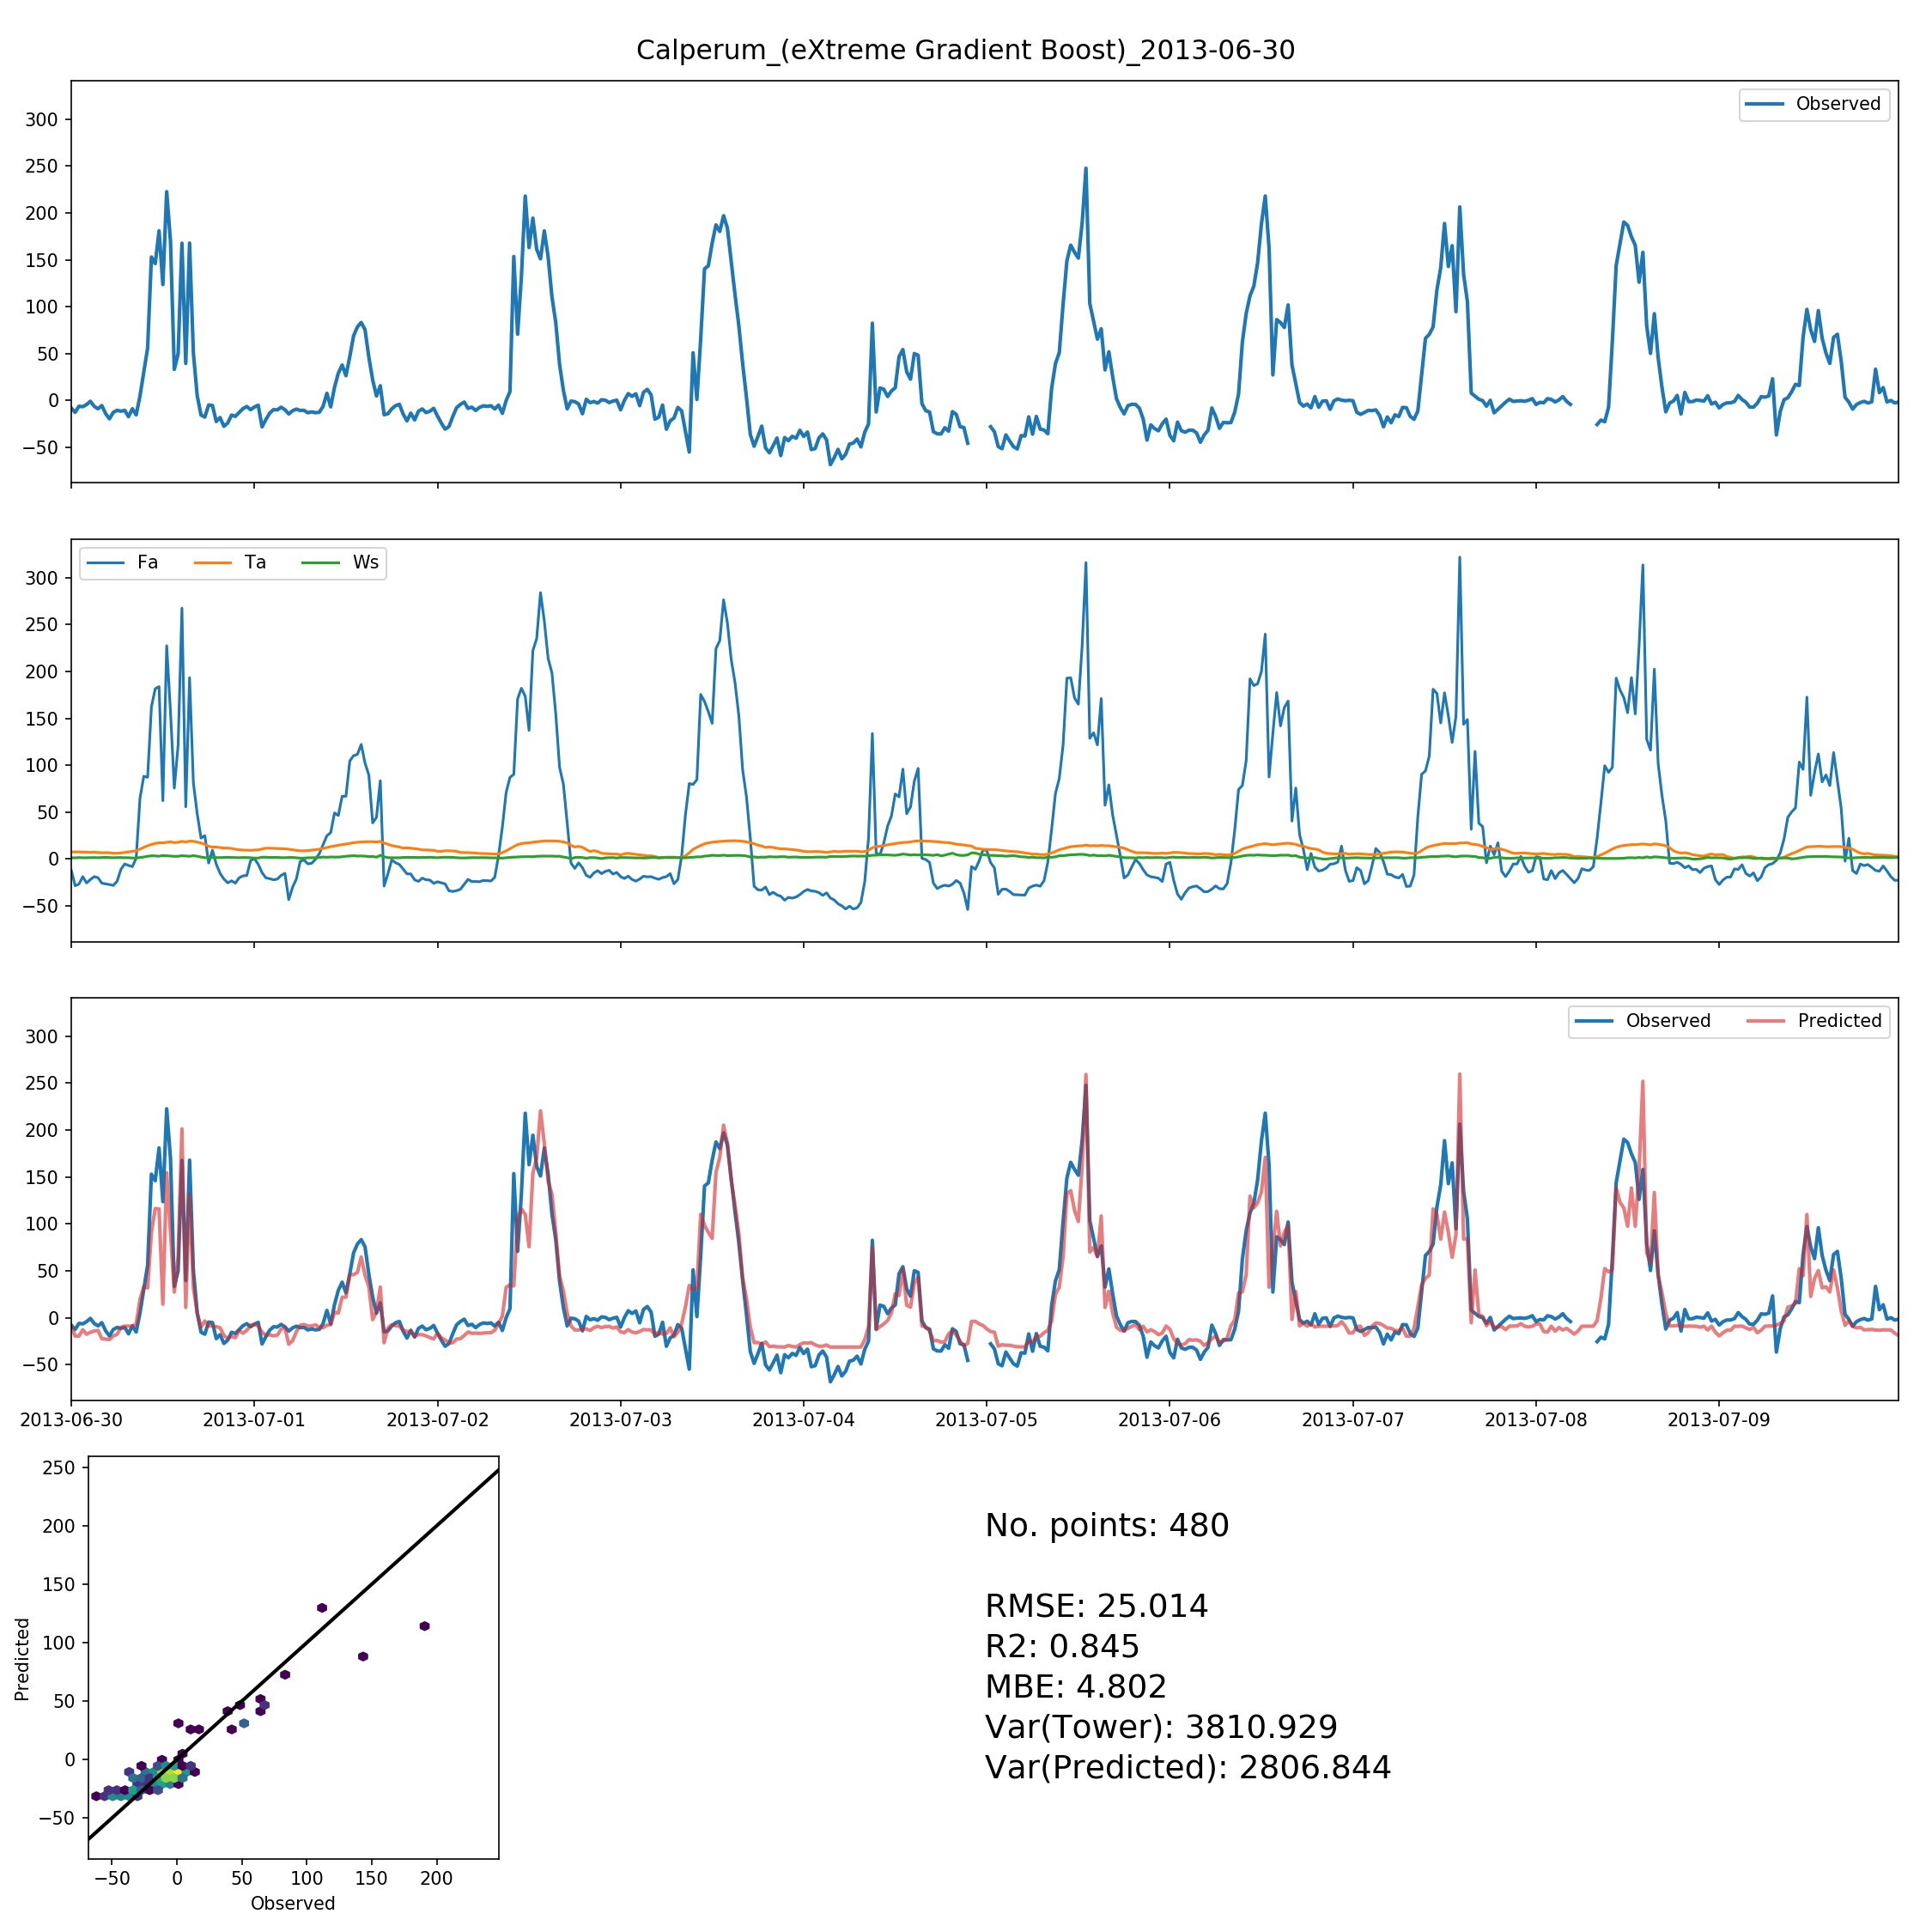 Calperum_(eXtreme Gradient Boost)_2013-06-30
Observed
300
250
200
150
100
50
0
−50
Fa Ta Ws
300
250
200
150
100
50
0
−50
Observed Predicted
300
250
200
150
100
50
0
−50
2013-06-30 2013-07-01 2013-07-02 2013-07-03 2013-07-04 2013-07-05 2013-07-06 2013-07-07 2013-07-08 2013-07-09
Predicted
250
200
150
100
50
0
−50
−50 0 50 100 150 200
Observed
No. points: 480
RMSE: 25.014
R2: 0.845
MBE: 4.802
Var(Tower): 3810.929
Var(Predicted): 2806.844